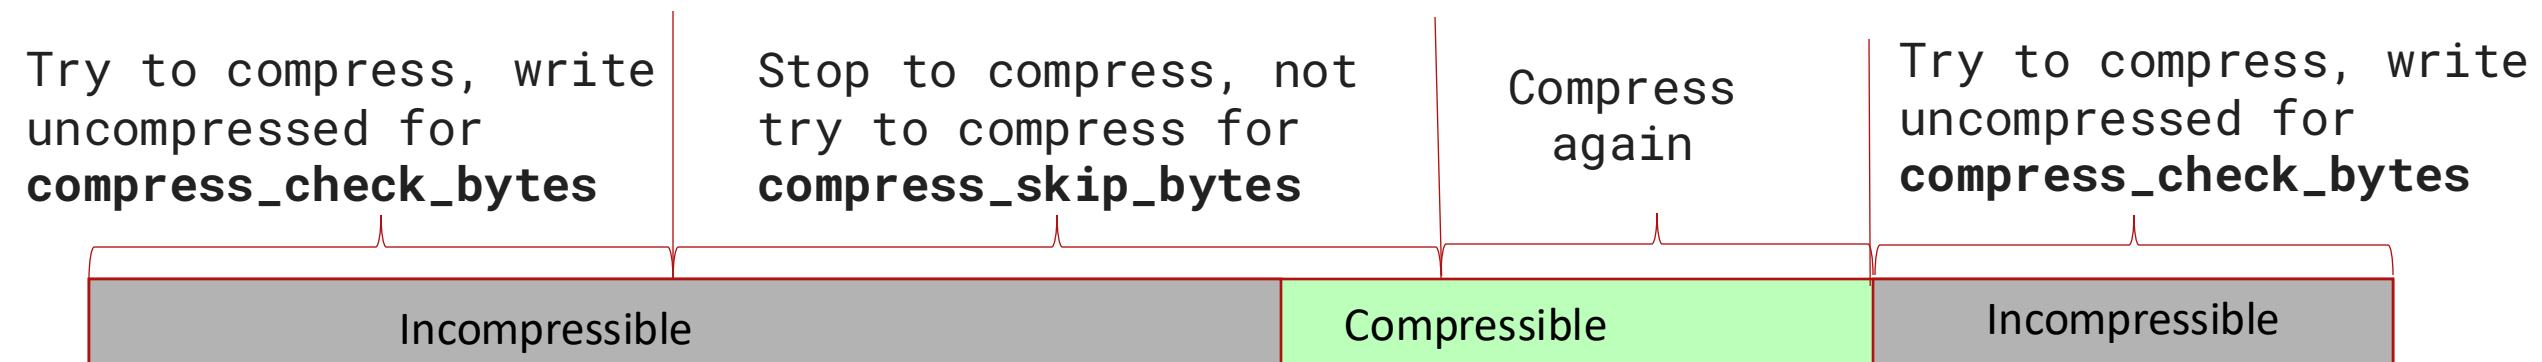 Try to compress, write
uncompressed for
compress_check_bytes
Stop to compress, not
try to compress for
compress_skip_bytes
Compress
again
Try to compress, write
uncompressed for
compress_check_bytes
Incompressible
Compressible
Incompressible